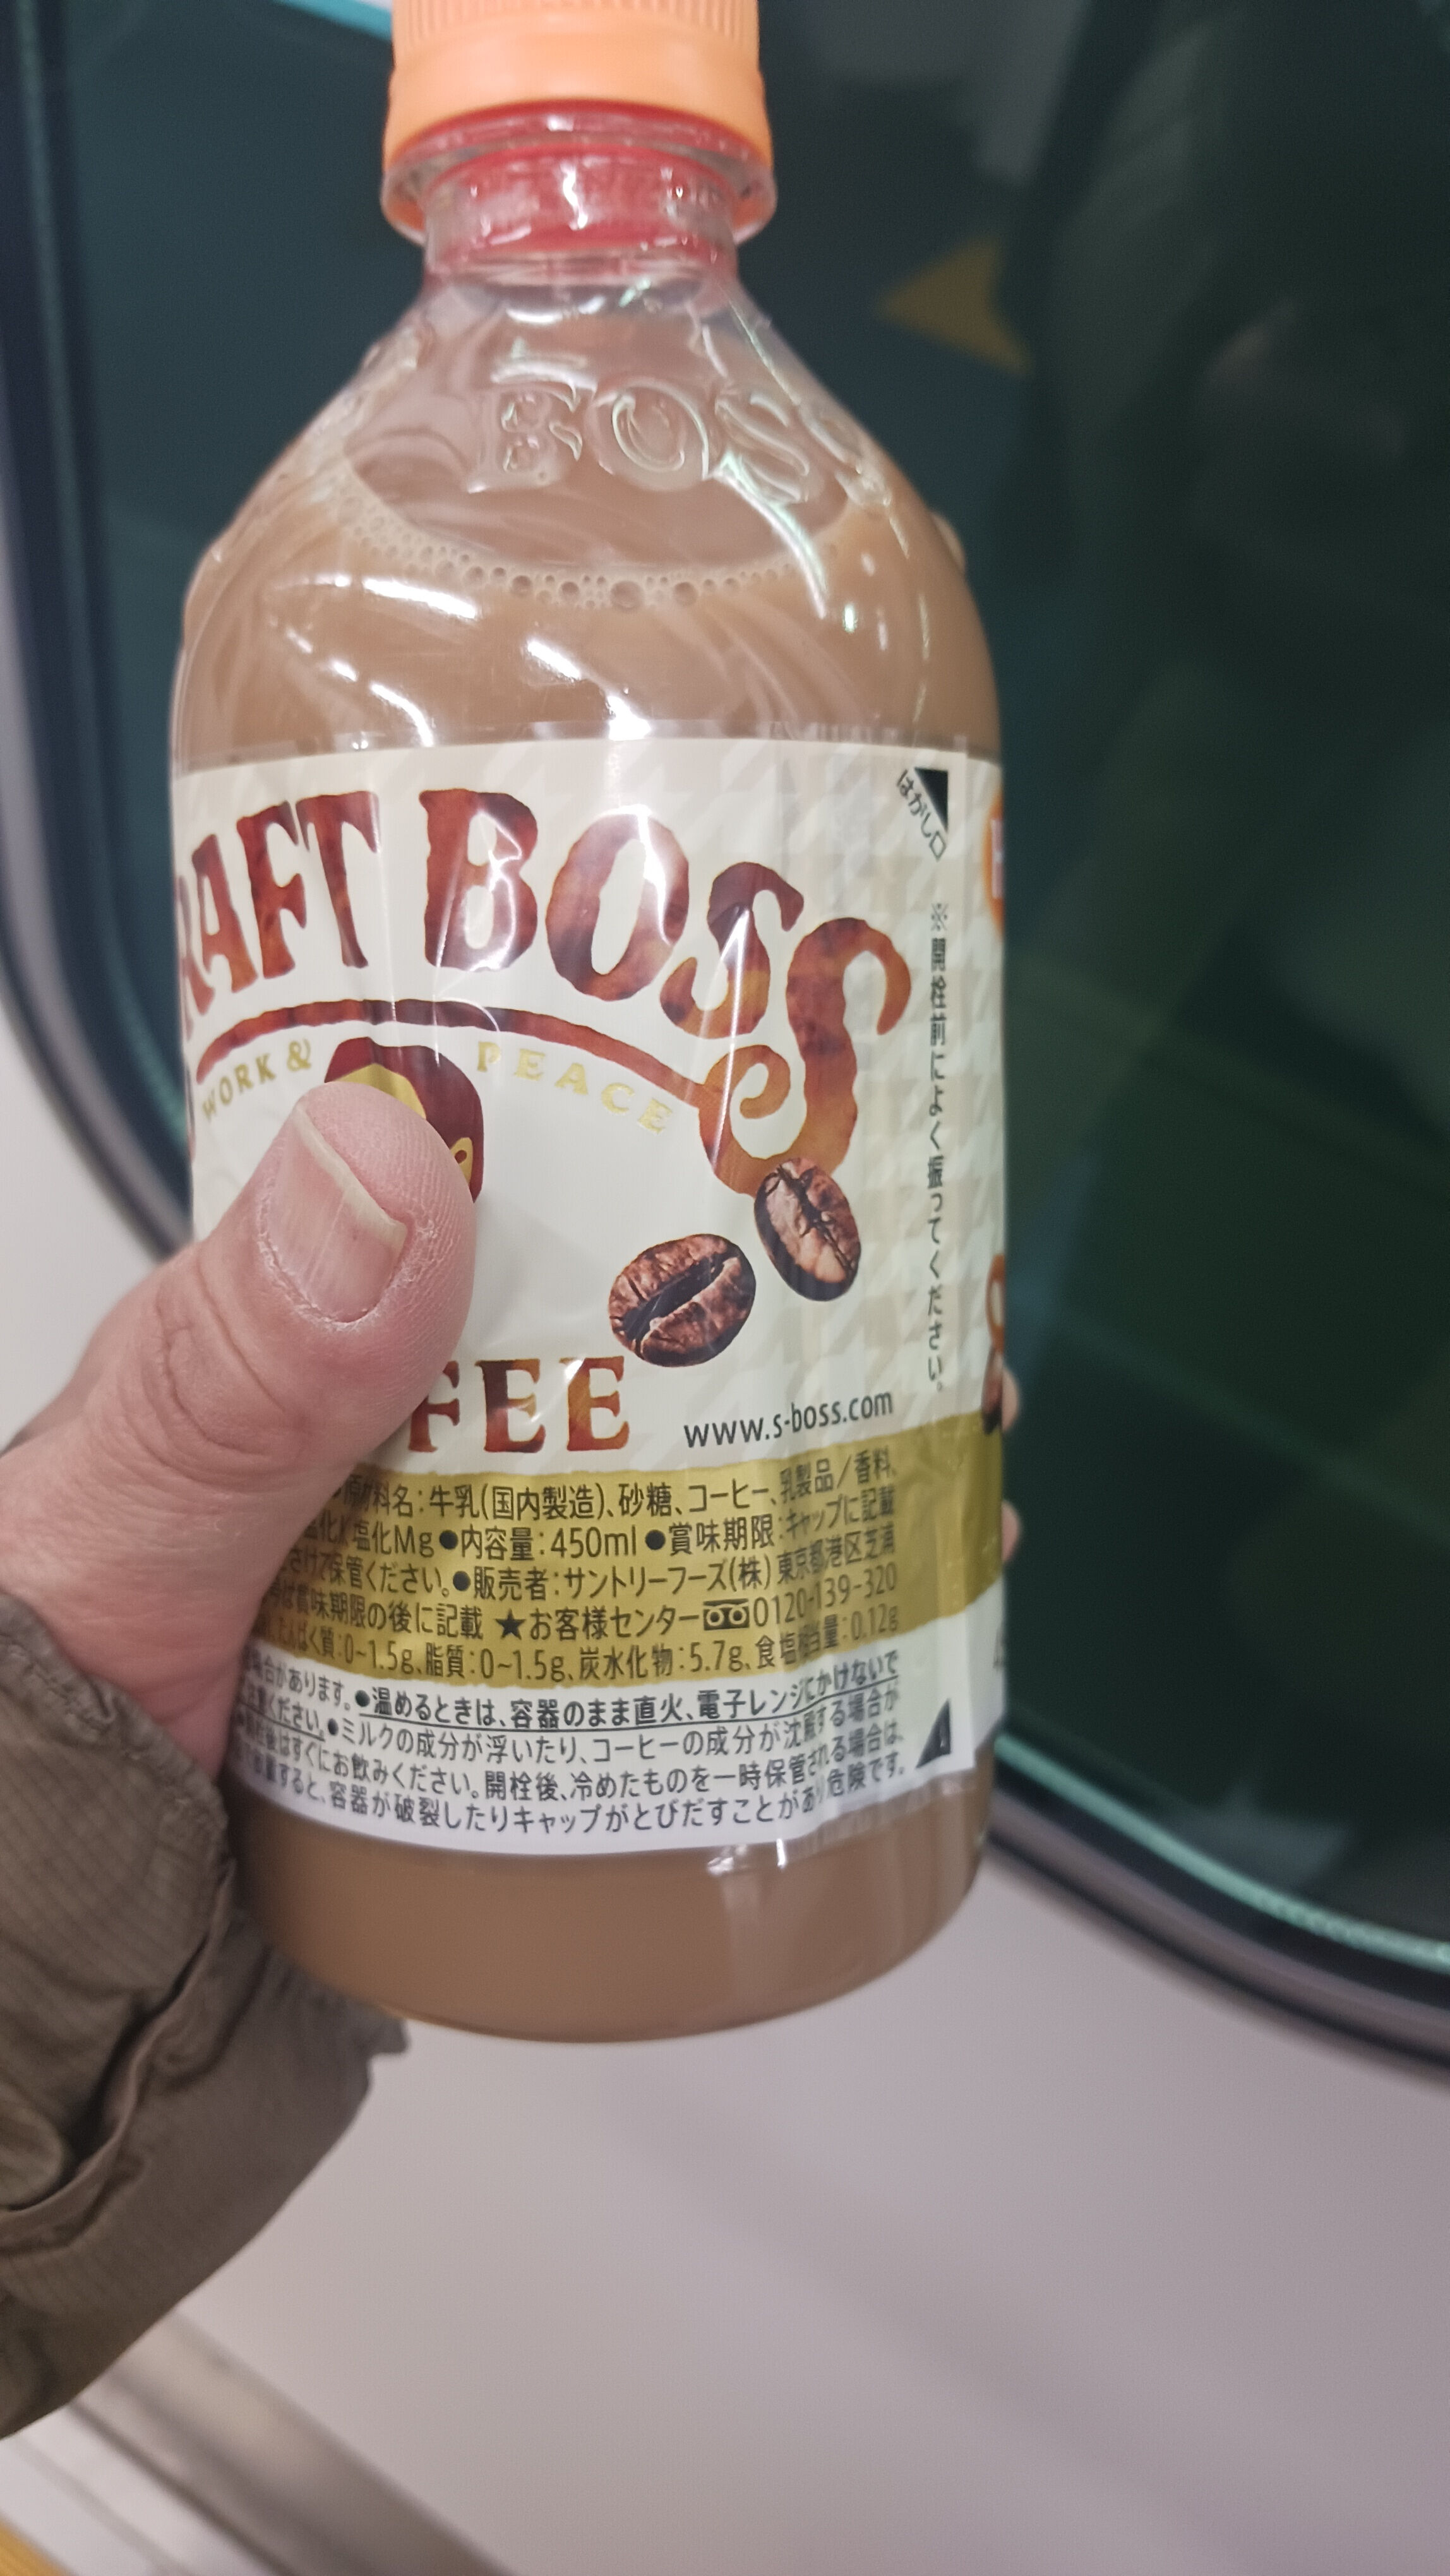 BOSS
RAFT BOSS
WORK & PEACE
FEE
www.s-boss.com
はがし口
※開栓前によく振ってください。
原材料名:牛乳(国内製造)、砂糖、コーヒー、乳製品/香料、
塩化Mg ●内容量:450ml ●賞味期限:キャップに記載
さけて保管ください。●販売者:サントリーフーズ(株)東京都港区芝浦
は賞味期限の後に記載 ★お客様センター 0120-139-320
たんぱく質:0~1.5g、脂質:0~1.5g、炭水化物:5.7g、食塩相当量:0.12g
場合があります。●温めるときは、容器のまま直火、電子レンジにかけないで
ください。●ミルクの成分が浮いたり、コーヒーの成分が沈殿する場合が
後はすぐにお飲みください。開栓後、冷めたものを一時保管される場合は、
すると、容器が破裂したりキャップがとびだすことがあり危険です。